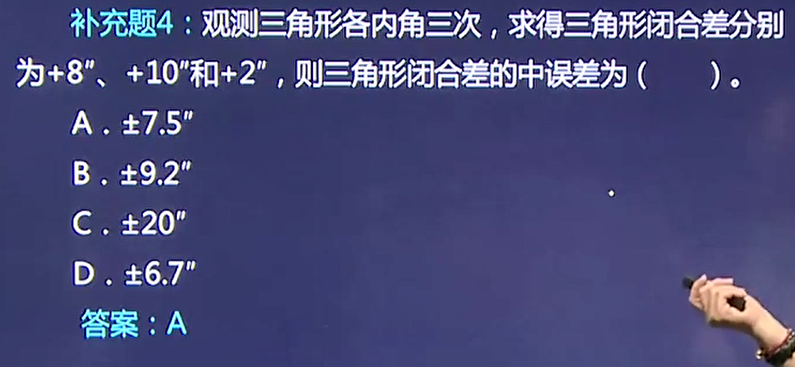 补充题4：观测三角形各内角三次，求得三角形闭合差分别
为+8″、+10″和+2″，则三角形闭合差的中误差为（　　）。
A．±7.5″
B．±9.2″
C．±20″
D．±6.7″
答案：A